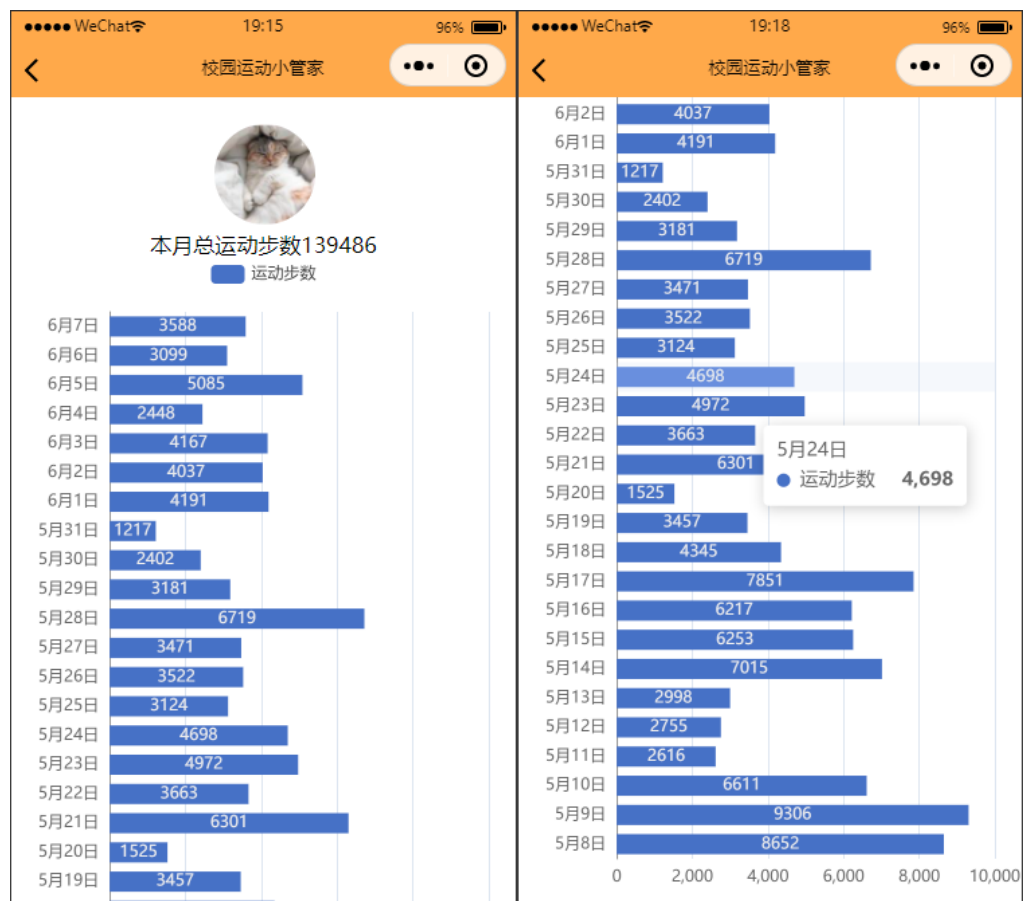 WeChat 19:15 96%
校园运动小管家
本月总运动步数139486
运动步数
6月7日 3588
6月6日 3099
6月5日 5085
6月4日 2448
6月3日 4167
6月2日 4037
6月1日 4191
5月31日 1217
5月30日 2402
5月29日 3181
5月28日 6719
5月27日 3471
5月26日 3522
5月25日 3124
5月24日 4698
5月23日 4972
5月22日 3663
5月21日 6301
5月20日 1525
5月19日 3457
WeChat 19:18 96%
校园运动小管家
6月2日 4037
6月1日 4191
5月31日 1217
5月30日 2402
5月29日 3181
5月28日 6719
5月27日 3471
5月26日 3522
5月25日 3124
5月24日 4698
5月23日 4972
5月22日 3663
5月21日 6301
5月24日
运动步数 4,698
5月20日 1525
5月19日 3457
5月18日 4345
5月17日 7851
5月16日 6217
5月15日 6253
5月14日 7015
5月13日 2998
5月12日 2755
5月11日 2616
5月10日 6611
5月9日 9306
5月8日 8652
0 2,000 4,000 6,000 8,000 10,000